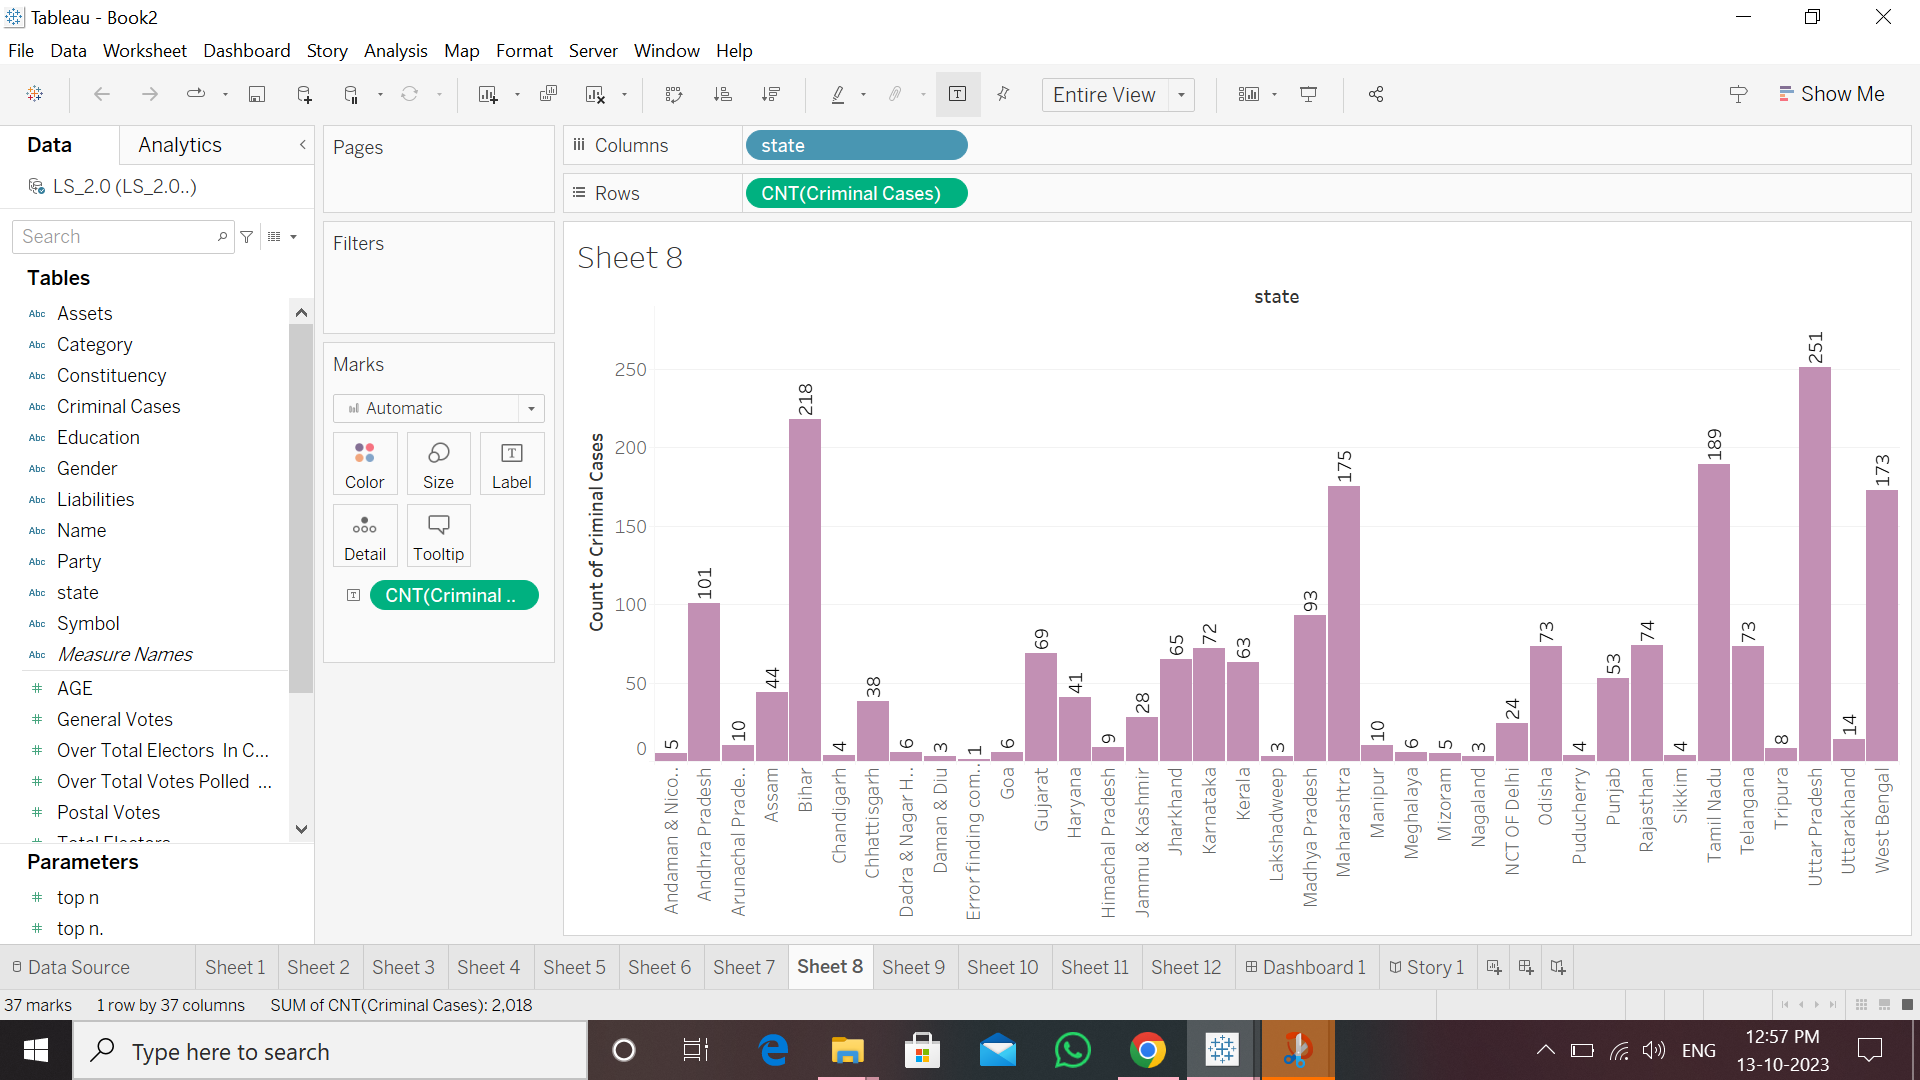 Tableau - Book2
File Data Worksheet Dashboard Story Analysis Map Format Server Window Help
Entire View
Show Me
Data
Analytics
LS_2.0 (LS_2.0..)
Search
Tables
Abc Assets
Abc Category
Abc Constituency
Abc Criminal Cases
Abc Education
Abc Gender
Abc Liabilities
Abc Name
Abc Party
Abc state
Abc Symbol
Abc Measure Names
# AGE
# General Votes
# Over Total Electors In C...
# Over Total Votes Polled ...
# Postal Votes
Parameters
# top n
# top n.
Pages
Filters
Marks
Automatic
Color
Size
Label
Detail
Tooltip
CNT(Criminal ..
Columns
state
Rows
CNT(Criminal Cases)
Sheet 8
state
Count of Criminal Cases
250
200
150
100
50
0
5
101
10
44
218
4
38
6
3
1
6
69
41
9
28
65
72
63
3
93
175
10
6
5
3
24
73
4
53
74
4
189
73
8
251
14
173
Andaman & Nico..
Andhra Pradesh
Arunachal Prade..
Assam
Bihar
Chandigarh
Chhattisgarh
Dadra & Nagar H..
Daman & Diu
Error finding com..
Goa
Gujarat
Haryana
Himachal Pradesh
Jammu & Kashmir
Jharkhand
Karnataka
Kerala
Lakshadweep
Madhya Pradesh
Maharashtra
Manipur
Meghalaya
Mizoram
Nagaland
NCT OF Delhi
Odisha
Puducherry
Punjab
Rajasthan
Sikkim
Tamil Nadu
Telangana
Tripura
Uttar Pradesh
Uttarakhand
West Bengal
Data Source
Sheet 1
Sheet 2
Sheet 3
Sheet 4
Sheet 5
Sheet 6
Sheet 7
Sheet 8
Sheet 9
Sheet 10
Sheet 11
Sheet 12
Dashboard 1
Story 1
37 marks
1 row by 37 columns
SUM of CNT(Criminal Cases): 2,018
Type here to search
ENG
12:57 PM
13-10-2023